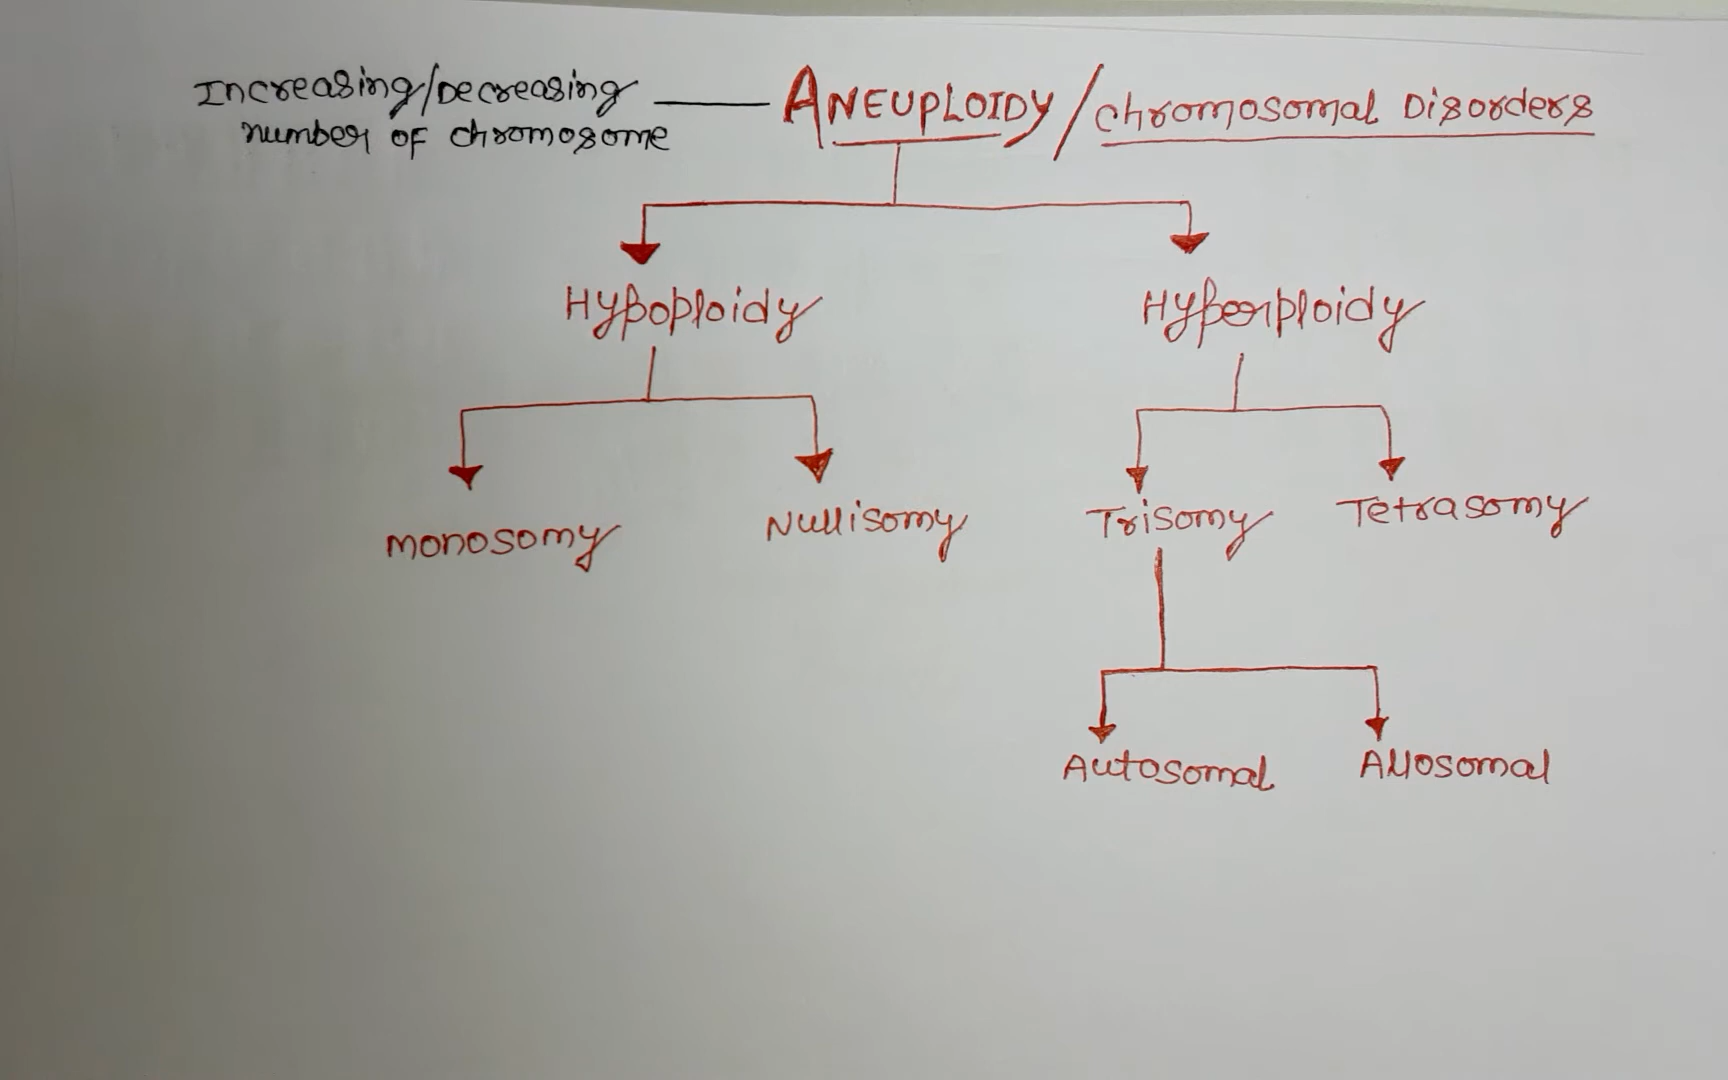 Increasing/Decreasing
number of chromosome
ANEUPLOIDY/chromosomal Disorders
Hypoploidy
Hyperploidy
Monosomy
Nullisomy
Trisomy
Tetrasomy
Autosomal
Allosomal